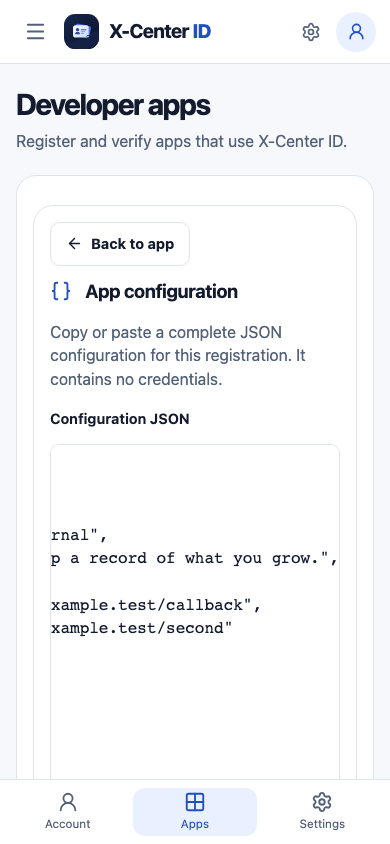 X-Center ID
Developer apps
Register and verify apps that use X-Center ID.
Back to app
{ } App configuration
Copy or paste a complete JSON
configuration for this registration. It
contains no credentials.
Configuration JSON
rnal",
p a record of what you grow.",
xample.test/callback",
xample.test/second"
Account
Apps
Settings